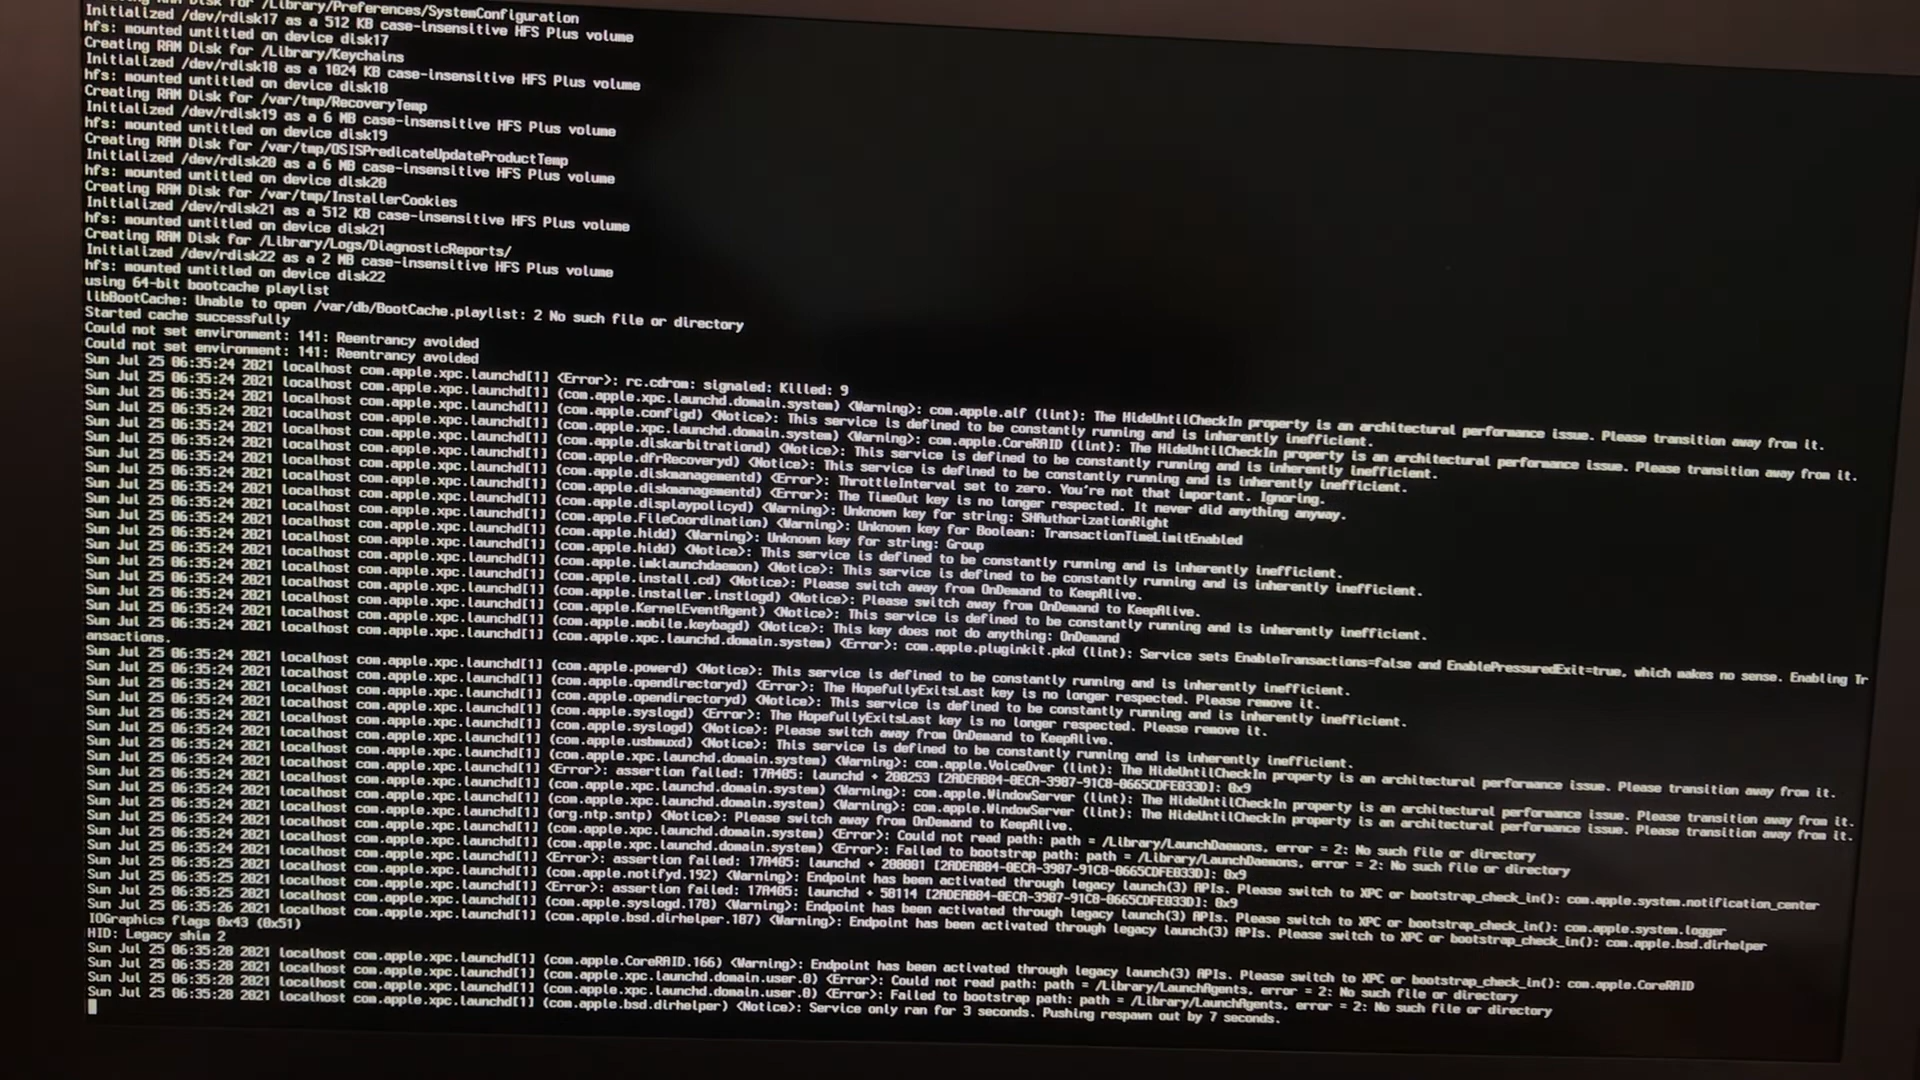 Creating RAM Disk for /Library/Preferences/SystemConfiguration
Initialized /dev/rdisk17 as a 512 KB case-insensitive HFS Plus volume
hfs: mounted untitled on device disk17
Creating RAM Disk for /Library/Keychains
Initialized /dev/rdisk18 as a 1024 KB case-insensitive HFS Plus volume
hfs: mounted untitled on device disk18
Creating RAM Disk for /var/tmp/RecoveryTemp
Initialized /dev/rdisk19 as a 6 MB case-insensitive HFS Plus volume
hfs: mounted untitled on device disk19
Creating RAM Disk for /var/tmp/OSISPredicateUpdateProductTemp
Initialized /dev/rdisk20 as a 6 MB case-insensitive HFS Plus volume
hfs: mounted untitled on device disk20
Creating RAM Disk for /var/tmp/InstallerCookies
Initialized /dev/rdisk21 as a 512 KB case-insensitive HFS Plus volume
hfs: mounted untitled on device disk21
Creating RAM Disk for /Library/Logs/DiagnosticReports/
Initialized /dev/rdisk22 as a 2 MB case-insensitive HFS Plus volume
hfs: mounted untitled on device disk22
using 64-bit bootcache playlist
libBootCache: Unable to open /var/db/BootCache.playlist: 2 No such file or directory
Started cache successfully
Could not set environment: 141: Reentrancy avoided
Could not set environment: 141: Reentrancy avoided
Sun Jul 25 06:35:24 2021 localhost com.apple.xpc.launchd[1] <Error>: rc.cdrom: signaled: Killed: 9
Sun Jul 25 06:35:24 2021 localhost com.apple.xpc.launchd[1] (com.apple.xpc.launchd.domain.system) <Warning>: com.apple.alf (lint): The HideUntilCheckIn property is an architectural performance issue. Please transition away from it.
Sun Jul 25 06:35:24 2021 localhost com.apple.xpc.launchd[1] (com.apple.configd) <Notice>: This service is defined to be constantly running and is inherently inefficient.
Sun Jul 25 06:35:24 2021 localhost com.apple.xpc.launchd[1] (com.apple.xpc.launchd.domain.system) <Warning>: com.apple.CoreRAID (lint): The HideUntilCheckIn property is an architectural performance issue. Please transition away from it.
Sun Jul 25 06:35:24 2021 localhost com.apple.xpc.launchd[1] (com.apple.diskarbitrationd) <Notice>: This service is defined to be constantly running and is inherently inefficient.
Sun Jul 25 06:35:24 2021 localhost com.apple.xpc.launchd[1] (com.apple.dfrRecoveryd) <Notice>: This service is defined to be constantly running and is inherently inefficient.
Sun Jul 25 06:35:24 2021 localhost com.apple.xpc.launchd[1] (com.apple.diskmanagementd) <Error>: ThrottleInterval set to zero. You're not that important. Ignoring.
Sun Jul 25 06:35:24 2021 localhost com.apple.xpc.launchd[1] (com.apple.diskmanagementd) <Error>: The TimeOut key is no longer respected. It never did anything anyway.
Sun Jul 25 06:35:24 2021 localhost com.apple.xpc.launchd[1] (com.apple.displaypolicyd) <Warning>: Unknown key for string: SHAuthorizationRight
Sun Jul 25 06:35:24 2021 localhost com.apple.xpc.launchd[1] (com.apple.FileCoordination) <Warning>: Unknown key for Boolean: TransactionTimeLimitEnabled
Sun Jul 25 06:35:24 2021 localhost com.apple.xpc.launchd[1] (com.apple.hidd) <Warning>: Unknown key for string: Group
Sun Jul 25 06:35:24 2021 localhost com.apple.xpc.launchd[1] (com.apple.hidd) <Notice>: This service is defined to be constantly running and is inherently inefficient.
Sun Jul 25 06:35:24 2021 localhost com.apple.xpc.launchd[1] (com.apple.imklaunchdaemon) <Notice>: This service is defined to be constantly running and is inherently inefficient.
Sun Jul 25 06:35:24 2021 localhost com.apple.xpc.launchd[1] (com.apple.install.cd) <Notice>: Please switch away from OnDemand to KeepAlive.
Sun Jul 25 06:35:24 2021 localhost com.apple.xpc.launchd[1] (com.apple.installer.instlogd) <Notice>: Please switch away from OnDemand to KeepAlive.
Sun Jul 25 06:35:24 2021 localhost com.apple.xpc.launchd[1] (com.apple.KernelEventAgent) <Notice>: This service is defined to be constantly running and is inherently inefficient.
Sun Jul 25 06:35:24 2021 localhost com.apple.xpc.launchd[1] (com.apple.mobile.keybagd) <Notice>: This key does not do anything: OnDemand
Sun Jul 25 06:35:24 2021 localhost com.apple.xpc.launchd[1] (com.apple.xpc.launchd.domain.system) <Error>: com.apple.pluginkit.pkd (lint): Service sets EnableTransactions=false and EnablePressuredExit=true, which makes no sense. Enabling Tr
ansactions.
Sun Jul 25 06:35:24 2021 localhost com.apple.xpc.launchd[1] (com.apple.powerd) <Notice>: This service is defined to be constantly running and is inherently inefficient.
Sun Jul 25 06:35:24 2021 localhost com.apple.xpc.launchd[1] (com.apple.opendirectoryd) <Error>: The HopefullyExitsLast key is no longer respected. Please remove it.
Sun Jul 25 06:35:24 2021 localhost com.apple.xpc.launchd[1] (com.apple.opendirectoryd) <Notice>: This service is defined to be constantly running and is inherently inefficient.
Sun Jul 25 06:35:24 2021 localhost com.apple.xpc.launchd[1] (com.apple.syslogd) <Error>: The HopefullyExitsLast key is no longer respected. Please remove it.
Sun Jul 25 06:35:24 2021 localhost com.apple.xpc.launchd[1] (com.apple.syslogd) <Notice>: Please switch away from OnDemand to KeepAlive.
Sun Jul 25 06:35:24 2021 localhost com.apple.xpc.launchd[1] (com.apple.usbmuxd) <Notice>: This service is defined to be constantly running and is inherently inefficient.
Sun Jul 25 06:35:24 2021 localhost com.apple.xpc.launchd[1] (com.apple.xpc.launchd.domain.system) <Warning>: com.apple.VoiceOver (lint): The HideUntilCheckIn property is an architectural performance issue. Please transition away from it.
Sun Jul 25 06:35:24 2021 localhost com.apple.xpc.launchd[1] <Error>: assertion failed: 17A405: launchd + 208253 [2ADEAB84-0ECA-3907-91C8-0665CDFE033D]: 0x9
Sun Jul 25 06:35:24 2021 localhost com.apple.xpc.launchd[1] (com.apple.xpc.launchd.domain.system) <Warning>: com.apple.WindowServer (lint): The HideUntilCheckIn property is an architectural performance issue. Please transition away from it.
Sun Jul 25 06:35:24 2021 localhost com.apple.xpc.launchd[1] (com.apple.xpc.launchd.domain.system) <Warning>: com.apple.WindowServer (lint): The HideUntilCheckIn property is an architectural performance issue. Please transition away from it.
Sun Jul 25 06:35:24 2021 localhost com.apple.xpc.launchd[1] (org.ntp.sntp) <Notice>: Please switch away from OnDemand to KeepAlive.
Sun Jul 25 06:35:24 2021 localhost com.apple.xpc.launchd[1] (com.apple.xpc.launchd.domain.system) <Error>: Could not read path: path = /Library/LaunchDaemons, error = 2: No such file or directory
Sun Jul 25 06:35:24 2021 localhost com.apple.xpc.launchd[1] (com.apple.xpc.launchd.domain.system) <Error>: Failed to bootstrap path: path = /Library/LaunchDaemons, error = 2: No such file or directory
Sun Jul 25 06:35:24 2021 localhost com.apple.xpc.launchd[1] <Error>: assertion failed: 17A405: launchd + 200081 [2ADEAB84-0ECA-3907-91C8-0665CDFE033D]: 0x9
Sun Jul 25 06:35:25 2021 localhost com.apple.xpc.launchd[1] (com.apple.notifyd.192) <Warning>: Endpoint has been activated through legacy launch(3) APIs. Please switch to XPC or bootstrap_check_in(): com.apple.system.notification_center
Sun Jul 25 06:35:25 2021 localhost com.apple.xpc.launchd[1] <Error>: assertion failed: 17A405: launchd + 58114 [2ADEAB84-0ECA-3907-91C8-0665CDFE033D]: 0x9
Sun Jul 25 06:35:25 2021 localhost com.apple.xpc.launchd[1] (com.apple.syslogd.178) <Warning>: Endpoint has been activated through legacy launch(3) APIs. Please switch to XPC or bootstrap_check_in(): com.apple.system.logger
Sun Jul 25 06:35:26 2021 localhost com.apple.xpc.launchd[1] (com.apple.bsd.dirhelper.187) <Warning>: Endpoint has been activated through legacy launch(3) APIs. Please switch to XPC or bootstrap_check_in(): com.apple.bsd.dirhelper
IOGraphics flags 0x43 (0x51)
HID: Legacy shim 2
Sun Jul 25 06:35:28 2021 localhost com.apple.xpc.launchd[1] (com.apple.CoreRAID.166) <Warning>: Endpoint has been activated through legacy launch(3) APIs. Please switch to XPC or bootstrap_check_in(): com.apple.CoreRAID
Sun Jul 25 06:35:28 2021 localhost com.apple.xpc.launchd[1] (com.apple.xpc.launchd.domain.user.0) <Error>: Could not read path: path = /Library/LaunchAgents, error = 2: No such file or directory
Sun Jul 25 06:35:28 2021 localhost com.apple.xpc.launchd[1] (com.apple.xpc.launchd.domain.user.0) <Error>: Failed to bootstrap path: path = /Library/LaunchAgents, error = 2: No such file or directory
Sun Jul 25 06:35:28 2021 localhost com.apple.xpc.launchd[1] (com.apple.bsd.dirhelper) <Notice>: Service only ran for 3 seconds. Pushing respawn out by 7 seconds.